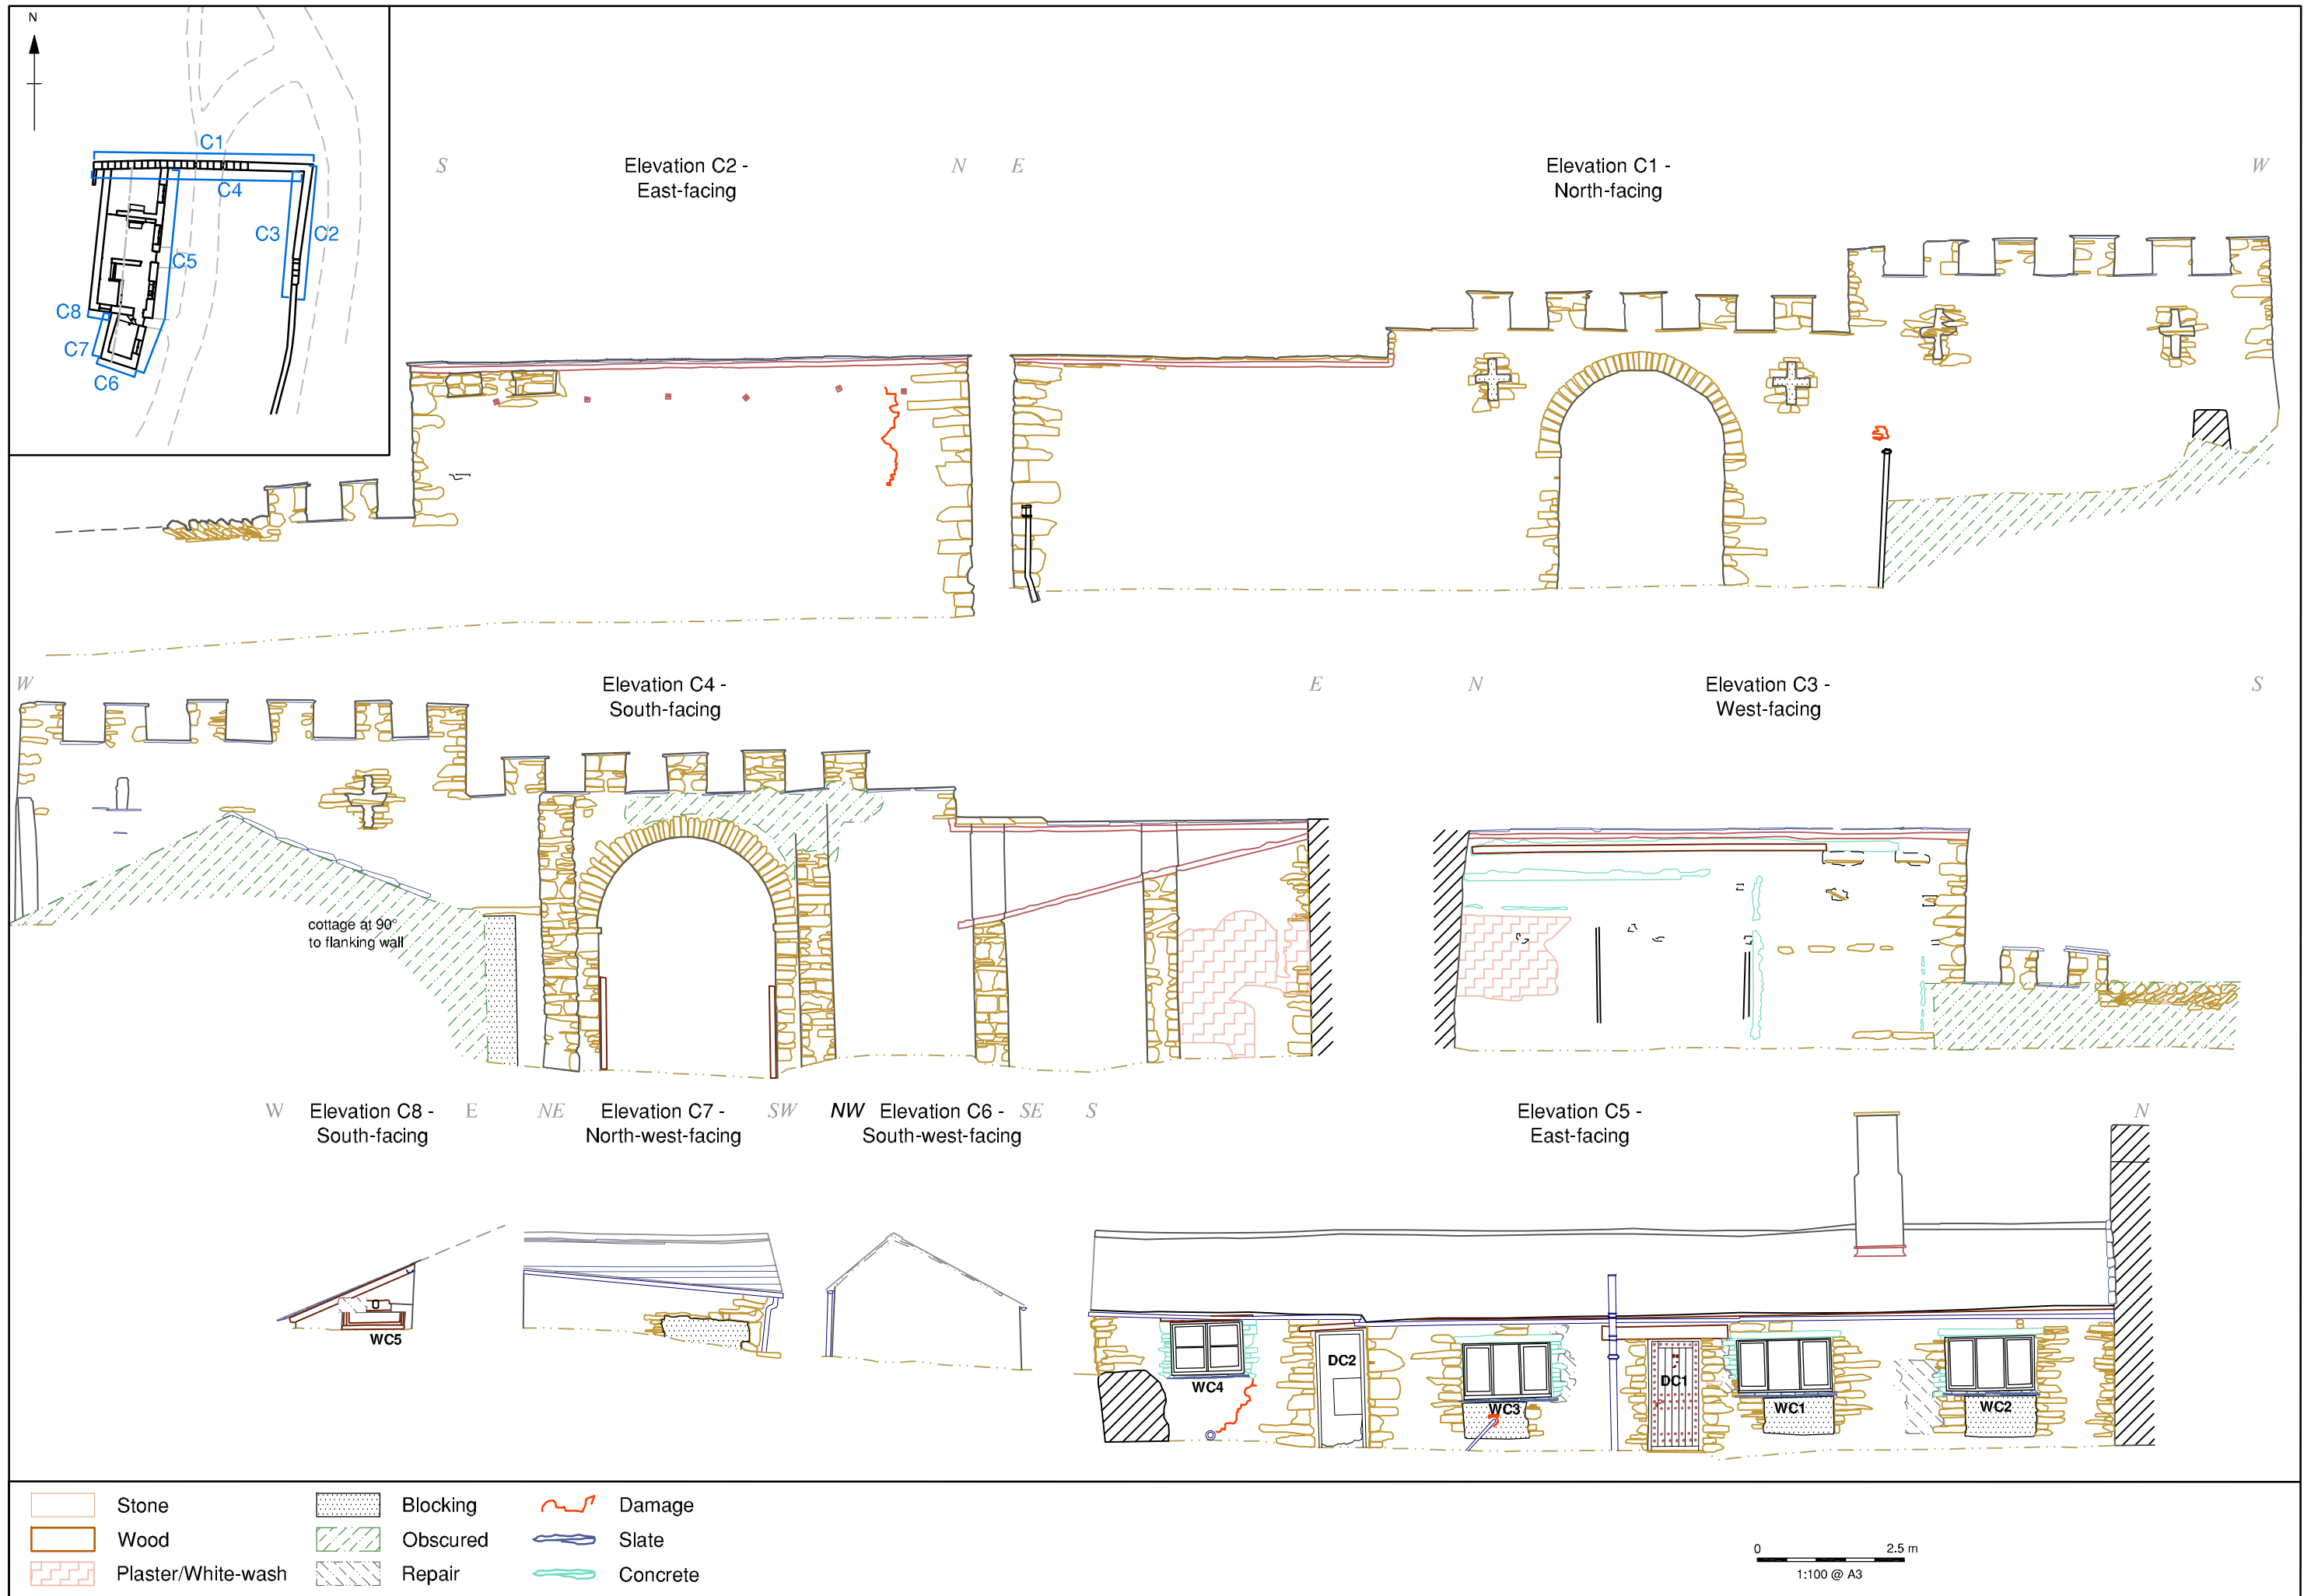 N
C1
C4
C3
C2
C5
C8
C7
C6
S
Elevation C2 -
East-facing
N
E
Elevation C1 -
North-facing
W
W
Elevation C4 -
South-facing
E
N
Elevation C3 -
West-facing
S
cottage at 90°
to flanking wall
W
Elevation C8 -
South-facing
E
NE
Elevation C7 -
North-west-facing
SW
NW
Elevation C6 -
South-west-facing
SE
S
Elevation C5 -
East-facing
N
WC5
WC4
DC2
WC3
DC1
WC1
WC2
Stone
Wood
Plaster/White-wash
Blocking
Obscured
Repair
Damage
Slate
Concrete
0 2.5 m
1:100 @ A3